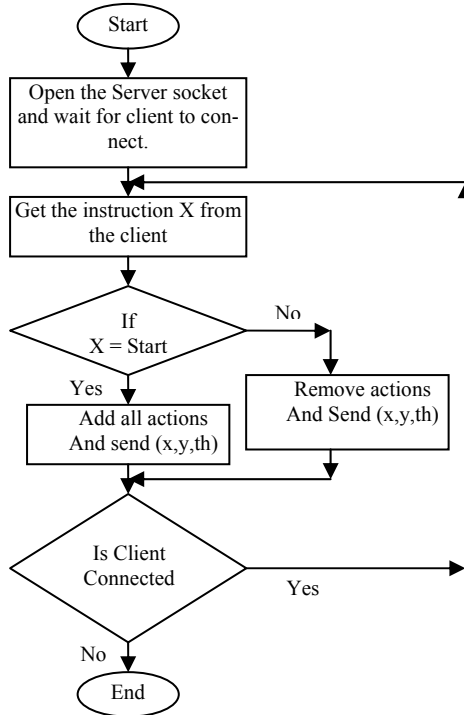 Start
Open the Server socket
and wait for client to con-
nect.
Get the instruction X from
the client
If
X = Start
No
Yes
Remove actions
And Send (x,y,th)
Add all actions
And send (x,y,th)
Is Client
Connected
Yes
No
End